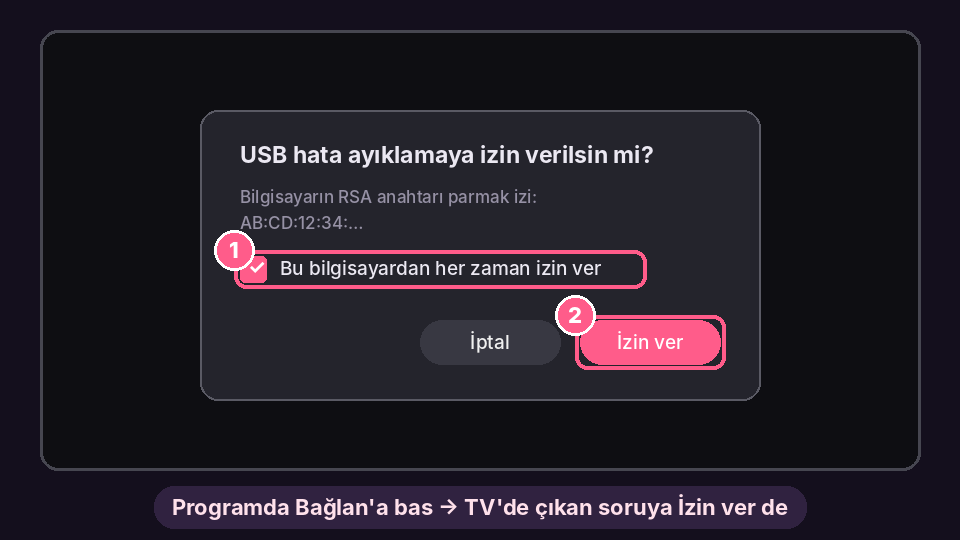 USB hata ayıklamaya izin verilsin mi?
Bilgisayarın RSA anahtarı parmak izi:
AB:CD:12:34:...
1
Bu bilgisayardan her zaman izin ver
2
İptal
İzin ver
Programda Bağlan'a bas → TV'de çıkan soruya İzin ver de